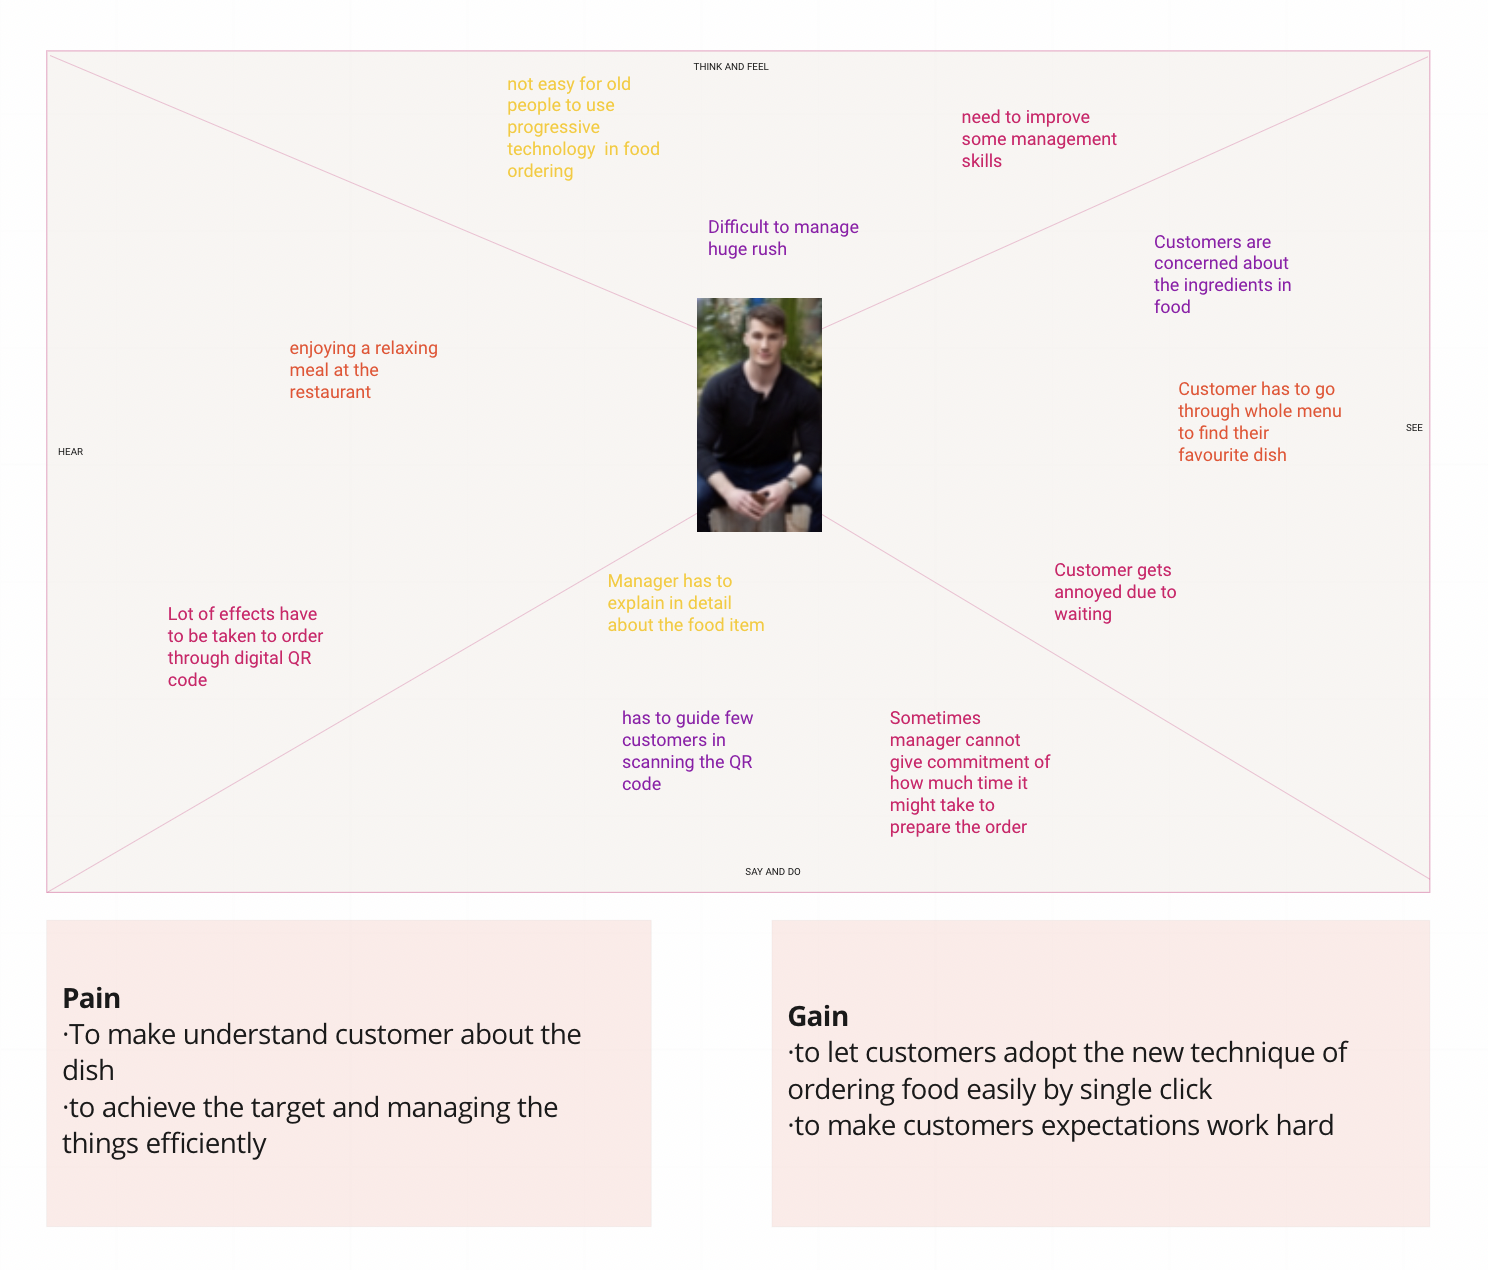 THINK AND FEEL
not easy for old
people to use
progressive
technology  in food
ordering
need to improve
some management
skills
Difficult to manage
huge rush
Customers are
concerned about
the ingredients in
food
enjoying a relaxing
meal at the
restaurant
Customer has to go
through whole menu
to find their
favourite dish
SEE
HEAR
Customer gets
annoyed due to
waiting
Manager has to
explain in detail
about the food item
Lot of effects have
to be taken to order
through digital QR
code
has to guide few
customers in
scanning the QR
code
Sometimes
manager cannot
give commitment of
how much time it
might take to
prepare the order
SAY AND DO
Pain
·To make understand customer about the
dish
·to achieve the target and managing the
things efficiently
Gain
·to let customers adopt the new technique of
ordering food easily by single click
·to make customers expectations work hard